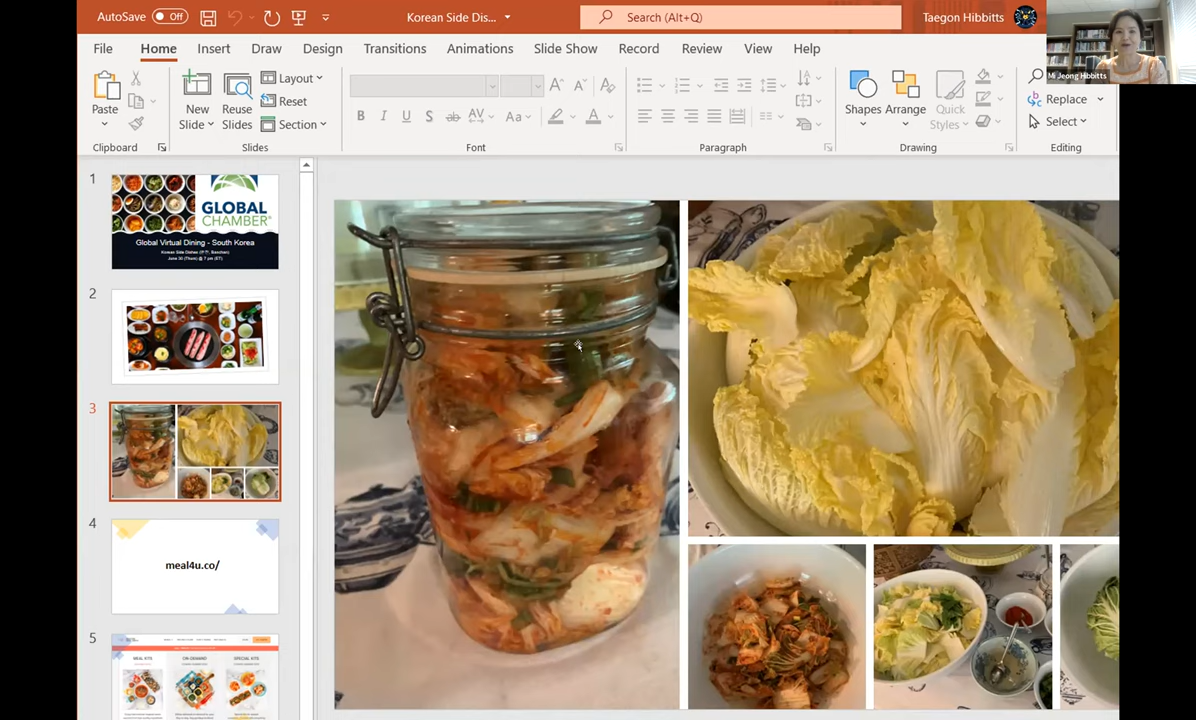 AutoSave Off Korean Side Dis... Search (Alt+Q) Taegon Hibbitts
File Home Insert Draw Design Transitions Animations Slide Show Record Review View Help
Mi Jeong Hibbitts
Paste
New
Slide
Reuse
Slides
Layout
Reset
Section
B I U S ab AV Aa A
Shapes Arrange Quick
Styles
Replace
Select
Clipboard Slides Font Paragraph Drawing Editing
1
GLOBAL
CHAMBER
Global Virtual Dining - South Korea
2
3
4
meal4u.co/
5
MEAL KITS ON-DEMAND SPECIAL KITS